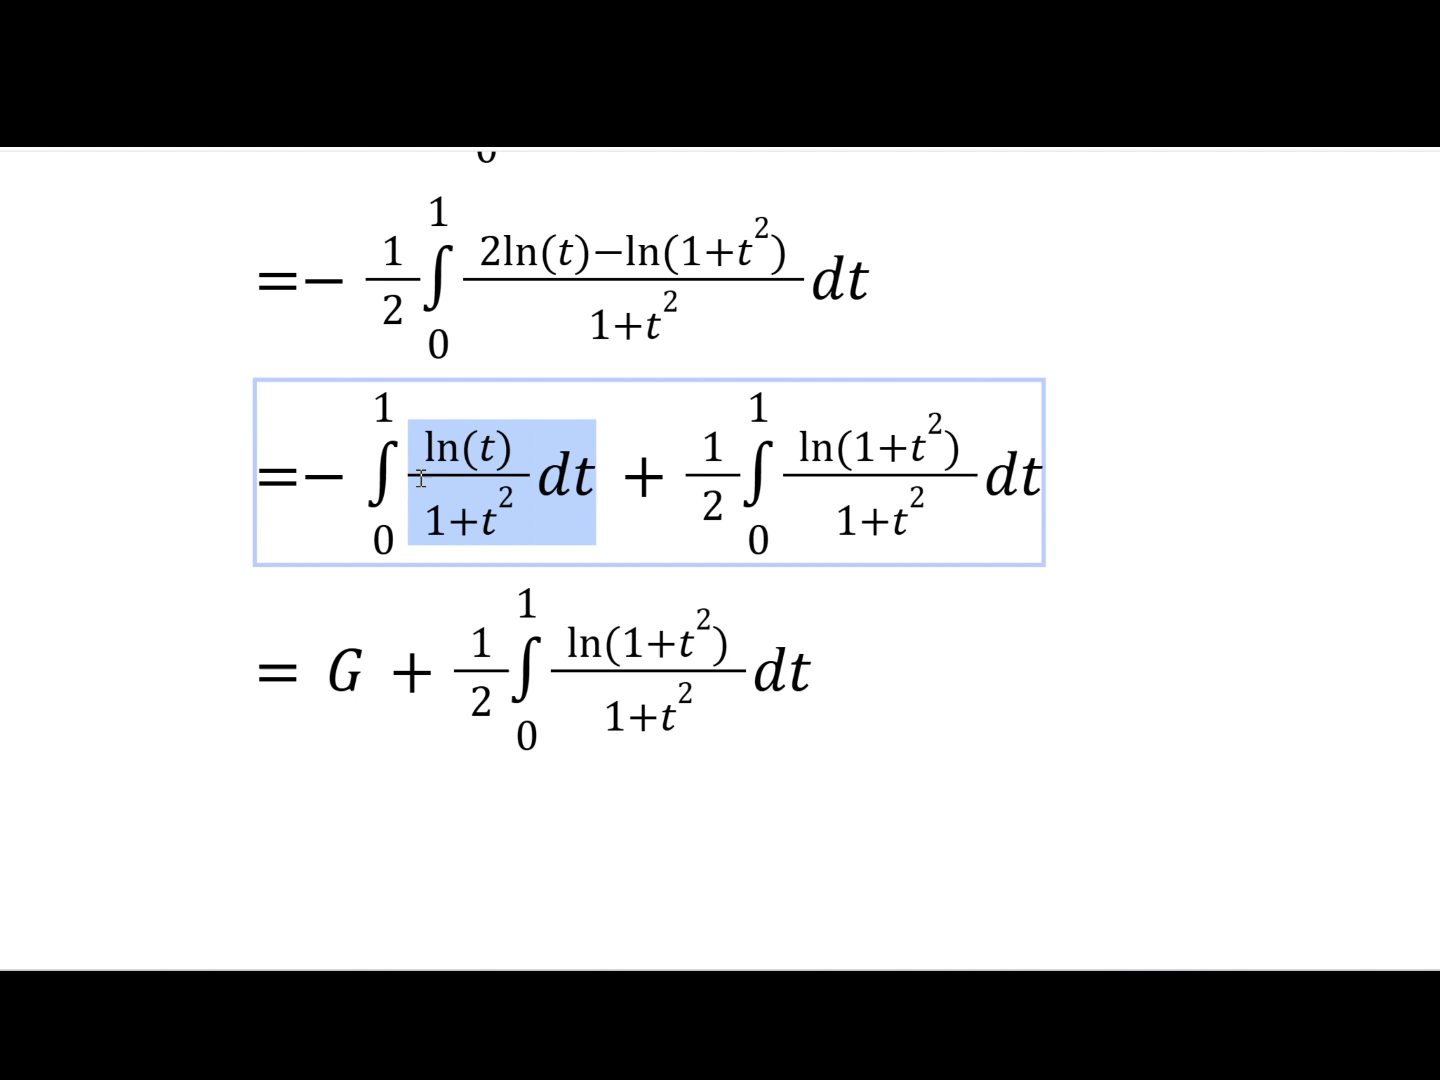 =− 1/2 ∫₀¹ (2ln(t)−ln(1+t²))/(1+t²) dt
=− ∫₀¹ ln(t)/(1+t²) dt + 1/2 ∫₀¹ ln(1+t²)/(1+t²) dt
= G + 1/2 ∫₀¹ ln(1+t²)/(1+t²) dt